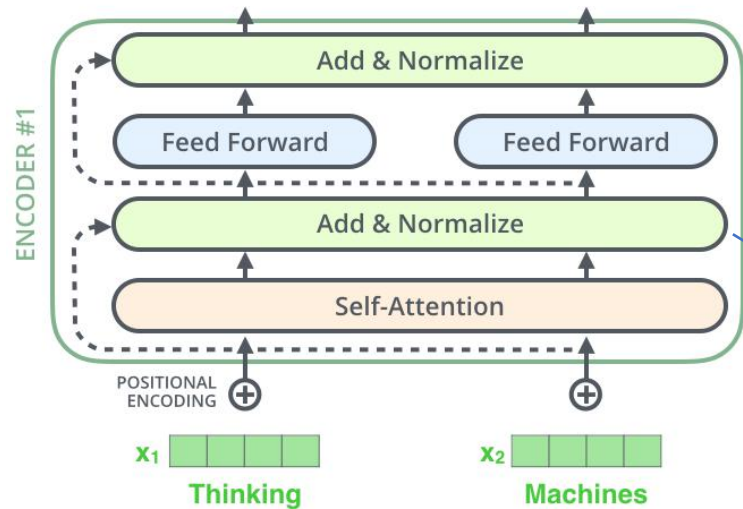 Add & Normalize
Feed Forward Feed Forward
ENCODER #1
Add & Normalize
Self-Attention
POSITIONAL
ENCODING
x₁ x₂
Thinking Machines